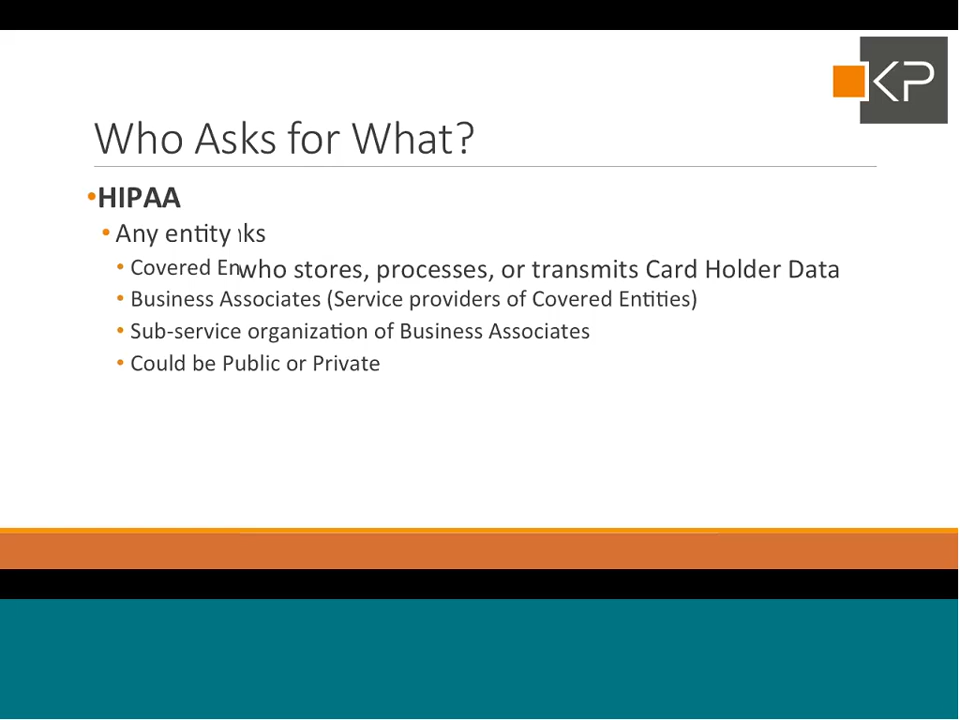 KP
Who Asks for What?
•HIPAA
• Any entity ks
• Covered En who stores, processes, or transmits Card Holder Data
• Business Associates (Service providers of Covered Entities)
• Sub-service organization of Business Associates
• Could be Public or Private